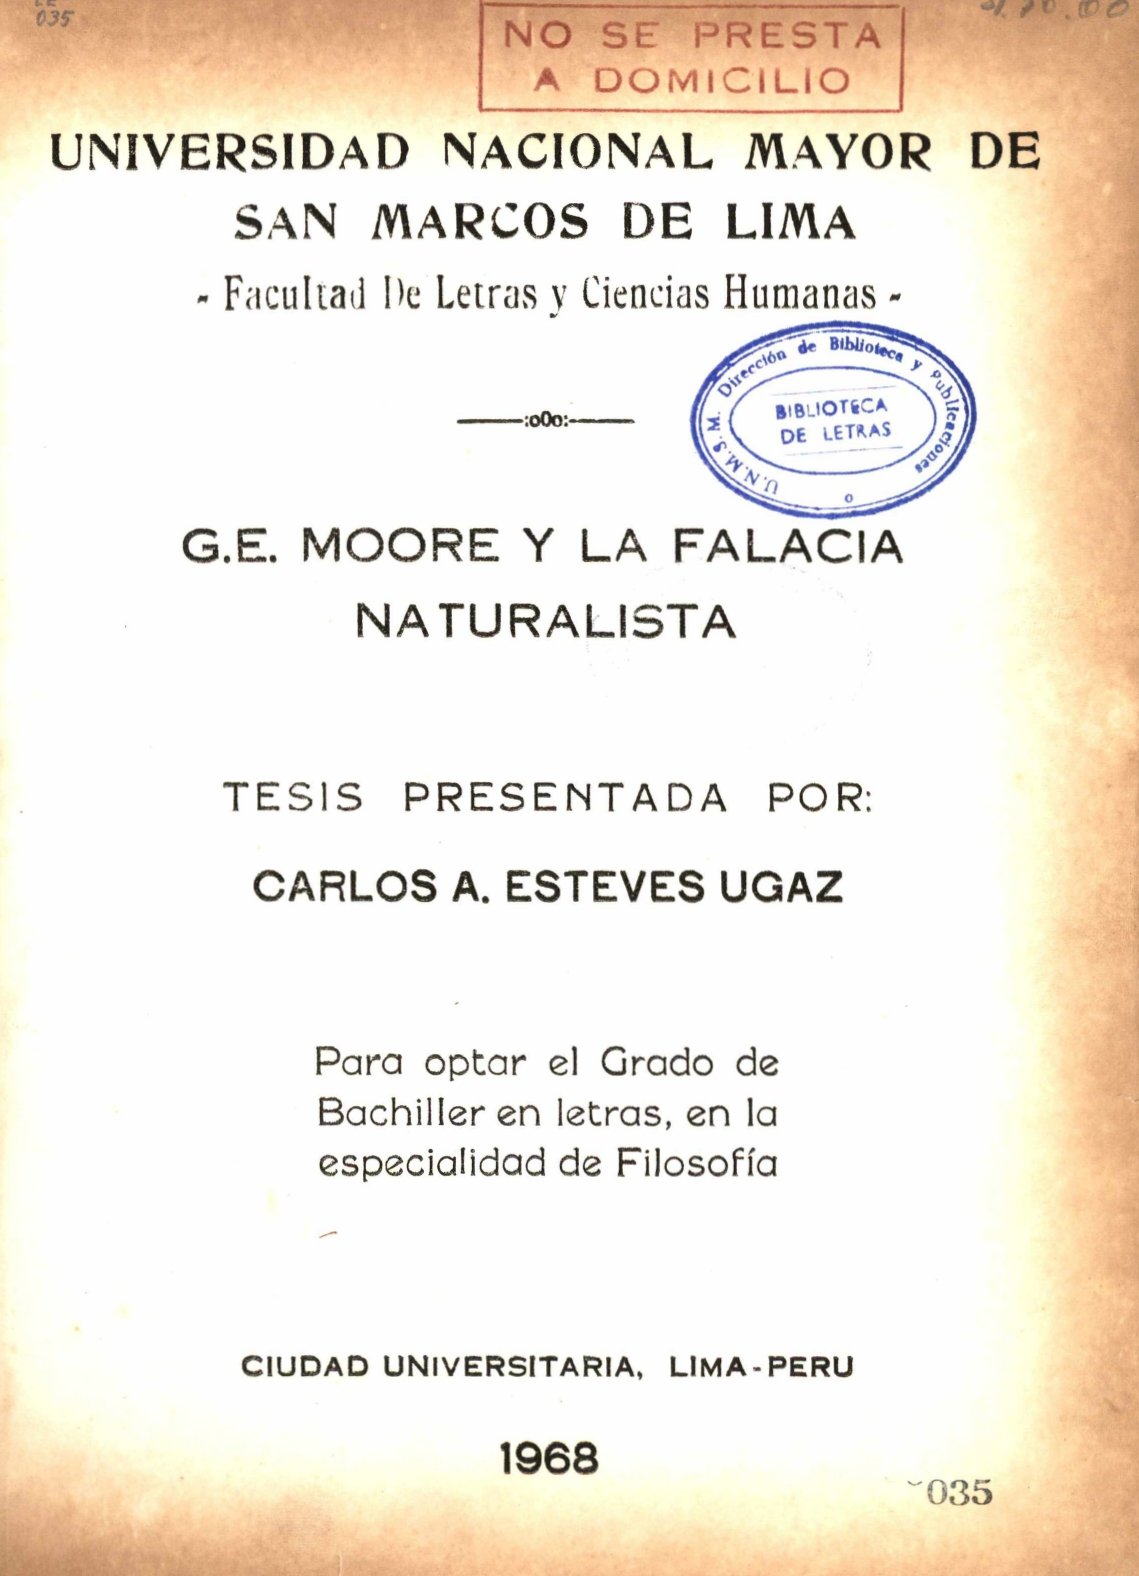 035
NO SE PRESTA
A DOMICILIO
UNIVERSIDAD NACIONAL MAYOR DE
SAN MARCOS DE LIMA
- Facultad De Letras y Ciencias Humanas -
U.N.M.S.M. Dirección de Biblioteca y Publicaciones
BIBLIOTECA
DE LETRAS
:o0o:
G.E. MOORE Y LA FALACIA
NATURALISTA
TESIS PRESENTADA POR:
CARLOS A. ESTEVES UGAZ
Para optar el Grado de
Bachiller en letras, en la
especialidad de Filosofía
CIUDAD UNIVERSITARIA, LIMA-PERU
1968
035